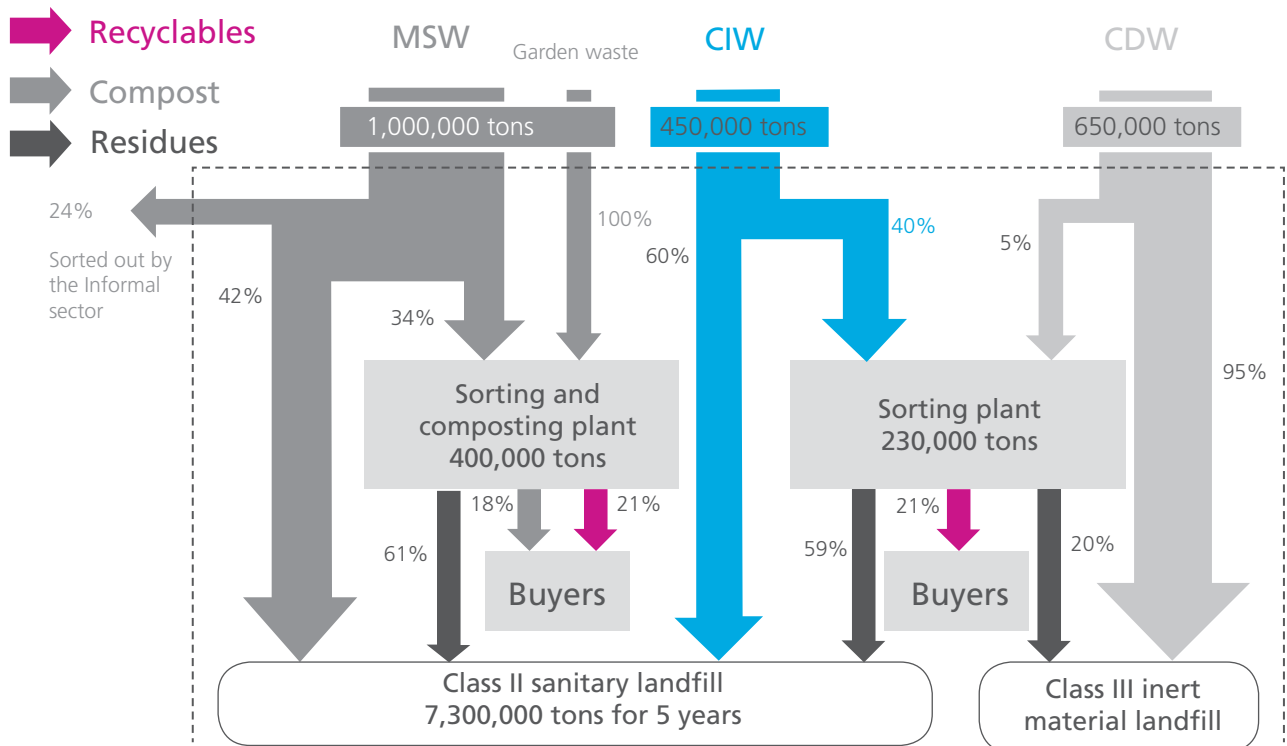 Recyclables
Compost
Residues
MSW
Garden waste
CIW
CDW
1,000,000 tons
450,000 tons
650,000 tons
24%
Sorted out by
the Informal
sector
42%
34%
100%
60%
40%
5%
95%
Sorting and
composting plant
400,000 tons
Sorting plant
230,000 tons
18%
21%
61%
Buyers
59%
21%
20%
Buyers
Class II sanitary landfill
7,300,000 tons for 5 years
Class III inert
material landfill